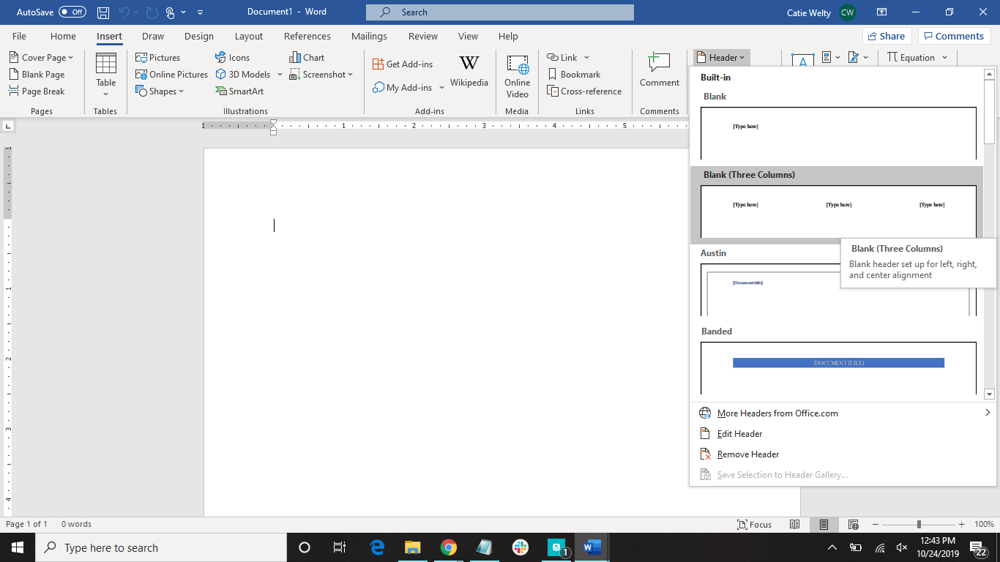 AutoSave Off Document1 - Word Search Catie Welty CW
File Home Insert Draw Design Layout References Mailings Review View Help Share Comments
Cover Page
Blank Page
Page Break
Pages
Table
Tables
Pictures Icons Chart
Online Pictures 3D Models Screenshot
Shapes SmartArt
Illustrations
Get Add-ins
My Add-ins
W
Wikipedia
Add-ins
Online
Video
Media
Link
Bookmark
Cross-reference
Links
Comment
Comments
Header
A
Equation
L
1 1 2 3 4 5
1
1
2
3
4
Built-in
Blank
[Type here]
Blank (Three Columns)
[Type here] [Type here] [Type here]
Blank (Three Columns)
Blank header set up for left, right,
and center alignment
Austin
[Document title]
Banded
[DOCUMENT TITLE]
More Headers from Office.com
Edit Header
Remove Header
Save Selection to Header Gallery...
Page 1 of 1 0 words Focus 100%
Type here to search
1
W
12:43 PM
10/24/2019
22